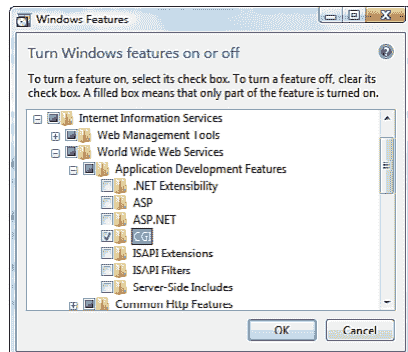 Windows Features
Turn Windows features on or off
To turn a feature on, select its check box. To turn a feature off, clear its
check box. A filled box means that only part of the feature is turned on.
Internet Information Services
Web Management Tools
World Wide Web Services
Application Development Features
.NET Extensibility
ASP
ASP.NET
CGI
ISAPI Extensions
ISAPI Filters
Server-Side Includes
Common Http Features
OK
Cancel